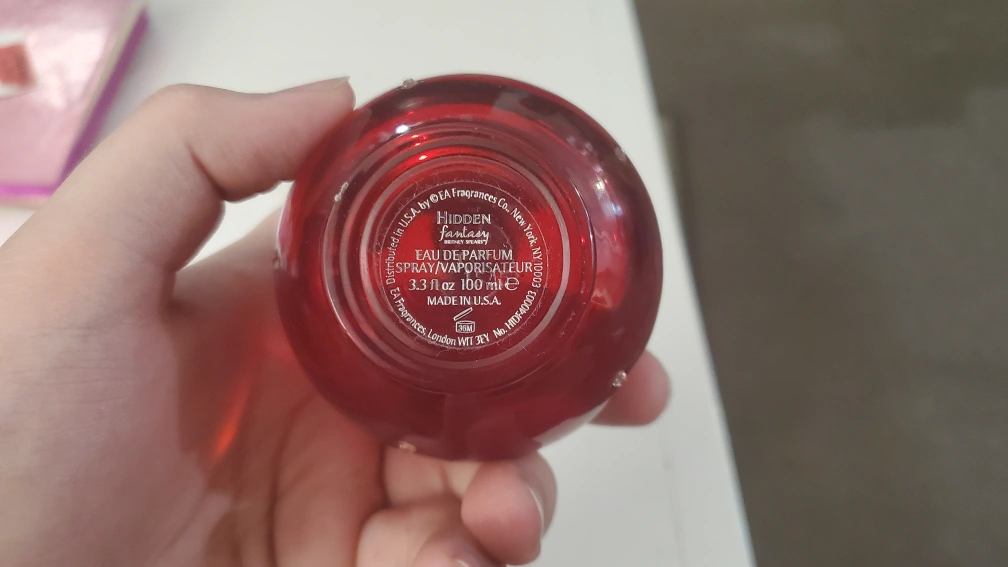 Distributed in U.S.A. by © EA Fragrances Co., New York, NY 10003
HIDDEN
fantasy
BRITNEY SPEARS
EAU DE PARFUM
SPRAY/VAPORISATEUR
3.3 fl oz 100 ml e
MADE IN U.S.A.
36M
EA Fragrances, London W1T 3EY No. HIDF40003